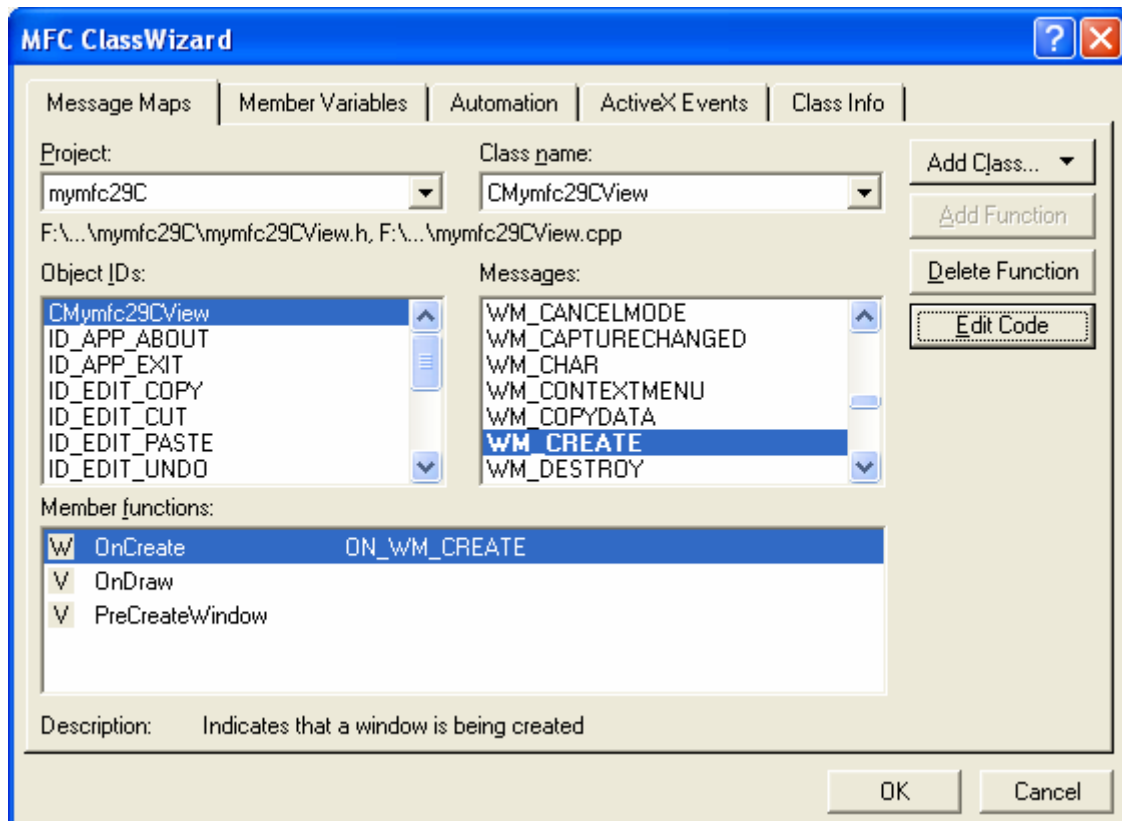 MFC ClassWizard
Message Maps Member Variables Automation ActiveX Events Class Info
Project: Class name:
mymfc29C CMymfc29CView
Add Class...
F:\...\mymfc29C\mymfc29CView.h, F:\...\mymfc29CView.cpp
Add Function
Object IDs: Messages:
Delete Function
CMymfc29CView WM_CANCELMODE
ID_APP_ABOUT WM_CAPTURECHANGED
Edit Code
ID_APP_EXIT WM_CHAR
ID_EDIT_COPY WM_CONTEXTMENU
ID_EDIT_CUT WM_COPYDATA
ID_EDIT_PASTE WM_CREATE
ID_EDIT_UNDO WM_DESTROY
Member functions:
W OnCreate ON_WM_CREATE
V OnDraw
V PreCreateWindow
Description: Indicates that a window is being created
OK Cancel